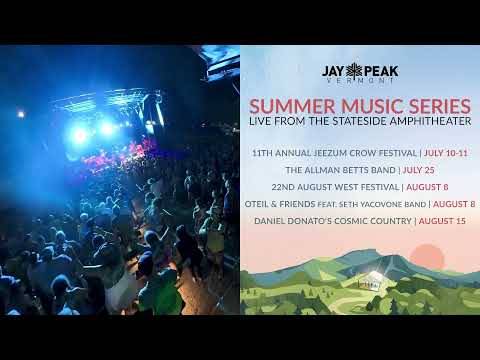 JAY PEAK
VERMONT
SUMMER MUSIC SERIES
LIVE FROM THE STATESIDE AMPHITHEATER
11TH ANNUAL JEEZUM CROW FESTIVAL | JULY 10-11
THE ALLMAN BETTS BAND | JULY 25
22ND AUGUST WEST FESTIVAL | AUGUST 8
OTEIL & FRIENDS FEAT. SETH YACOVONE BAND | AUGUST 8
DANIEL DONATO'S COSMIC COUNTRY | AUGUST 15